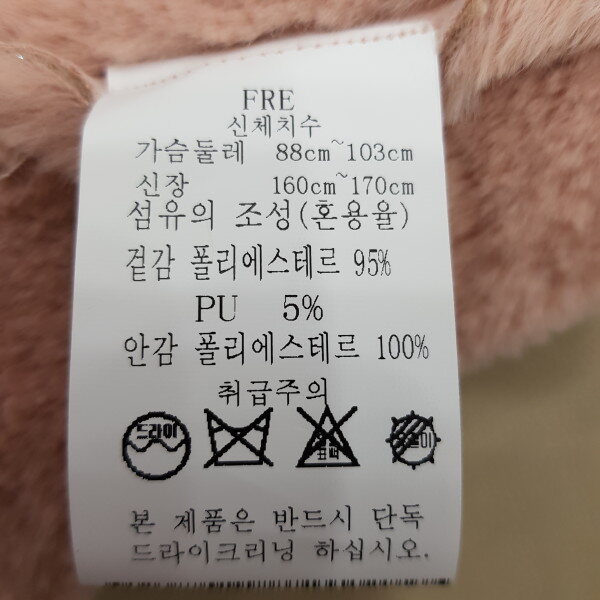 FRE
신체치수
가슴둘레 88cm~103cm
신장 160cm~170cm
섬유의 조성(혼용율)
겉감 폴리에스테르 95%
PU 5%
안감 폴리에스테르 100%
취급주의
드라이
본 제품은 반드시 단독
드라이크리닝 하십시오.